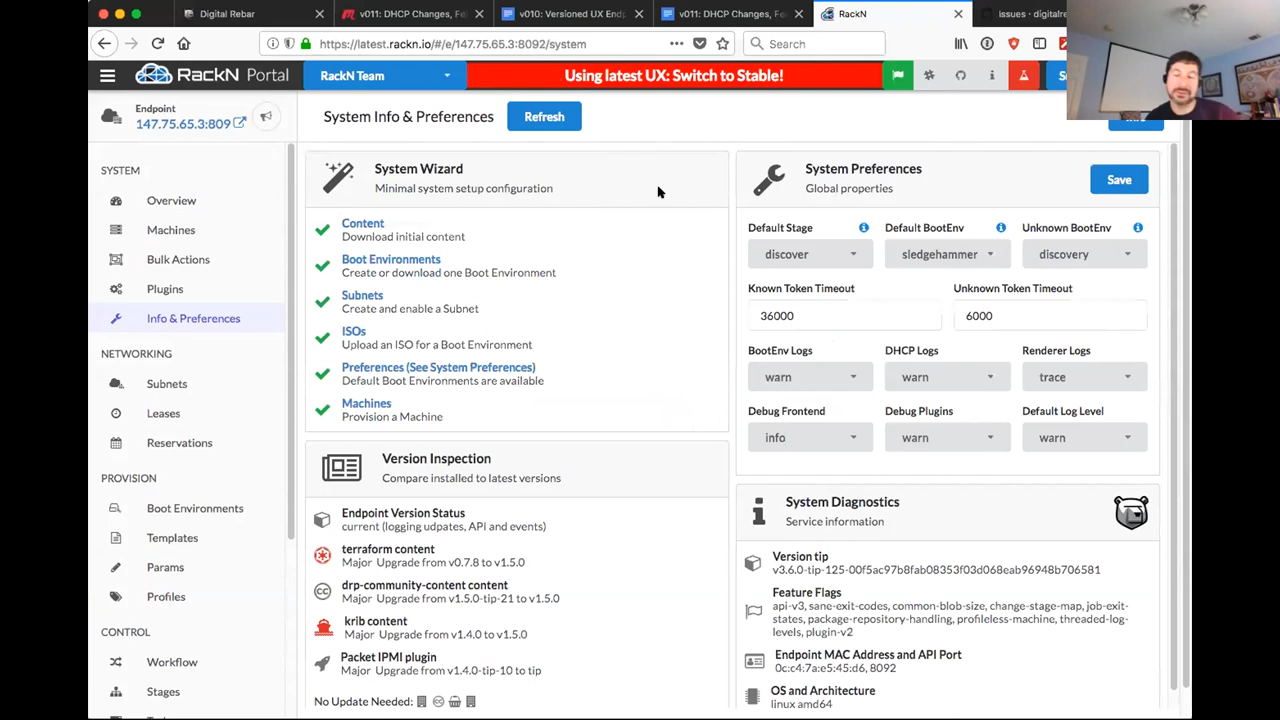 Digital Rebar
v011: DHCP Changes, Fe
v010: Versioned UX Endp
v011: DHCP Changes, Fe
RackN
issues · digitalre
https://latest.rackn.io/#/e/147.75.65.3:8092/system
Search
RackN Portal
RackN Team
Using latest UX: Switch to Stable!
Endpoint
147.75.65.3:809
SYSTEM
Overview
Machines
Bulk Actions
Plugins
Info & Preferences
NETWORKING
Subnets
Leases
Reservations
PROVISION
Boot Environments
Templates
Params
Profiles
CONTROL
Workflow
Stages
System Info & Preferences
Refresh
System Wizard
Minimal system setup configuration
Content
Download initial content
Boot Environments
Create or download one Boot Environment
Subnets
Create and enable a Subnet
ISOs
Upload an ISO for a Boot Environment
Preferences (See System Preferences)
Default Boot Environments are available
Machines
Provision a Machine
Version Inspection
Compare installed to latest versions
Endpoint Version Status
current (logging udpates, API and events)
terraform content
Major Upgrade from v0.7.8 to v1.5.0
drp-community-content content
Major Upgrade from v1.5.0-tip-21 to v1.5.0
krib content
Major Upgrade from v1.4.0 to v1.5.0
Packet IPMI plugin
Major Upgrade from v1.4.0-tip-10 to tip
No Update Needed:
System Preferences
Global properties
Save
Default Stage
Default BootEnv
Unknown BootEnv
discover
sledgehammer
discovery
Known Token Timeout
Unknown Token Timeout
36000
6000
BootEnv Logs
DHCP Logs
Renderer Logs
warn
warn
trace
Debug Frontend
Debug Plugins
Default Log Level
info
warn
warn
System Diagnostics
Service information
Version tip
v3.6.0-tip-125-00f5ac97b8fab08353f03d068eab96948b706581
Feature Flags
api-v3, sane-exit-codes, common-blob-size, change-stage-map, job-exit-
states, package-repository-handling, profileless-machine, threaded-log-
levels, plugin-v2
Endpoint MAC Address and API Port
0c:c4:7a:e5:45:d6, 8092
OS and Architecture
linux amd64